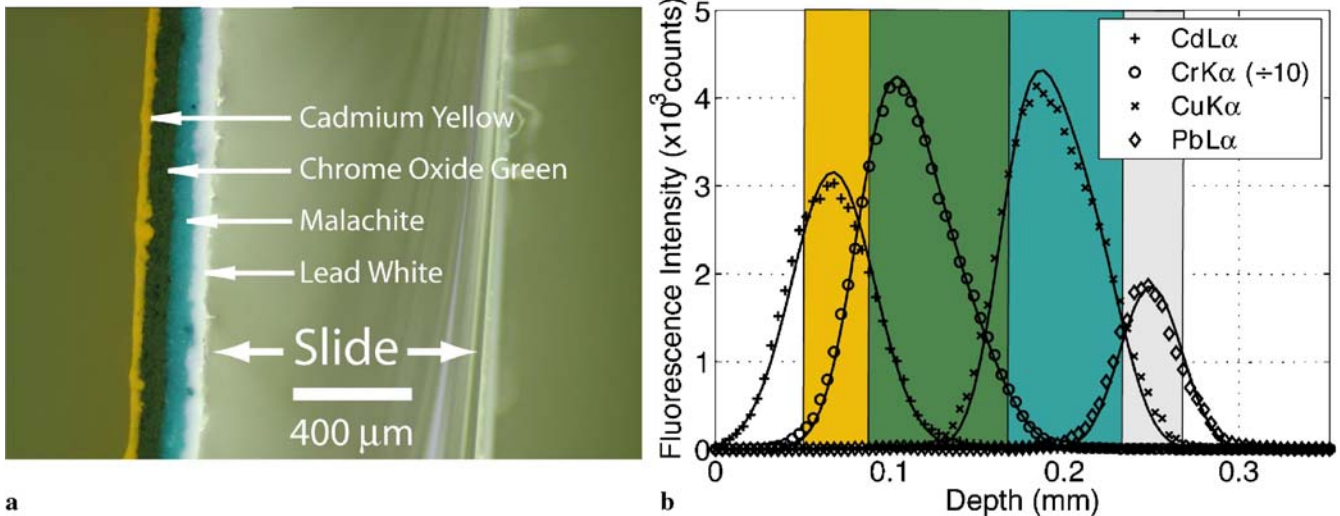 Cadmium Yellow
Chrome Oxide Green
Malachite
Lead White
Slide
400 μm
a
b
Fluorescence Intensity (x10³counts)
5
4
3
2
1
0
0
0.1
0.2
0.3
Depth (mm)
CdLα
CrKα (÷10)
CuKα
PbLα